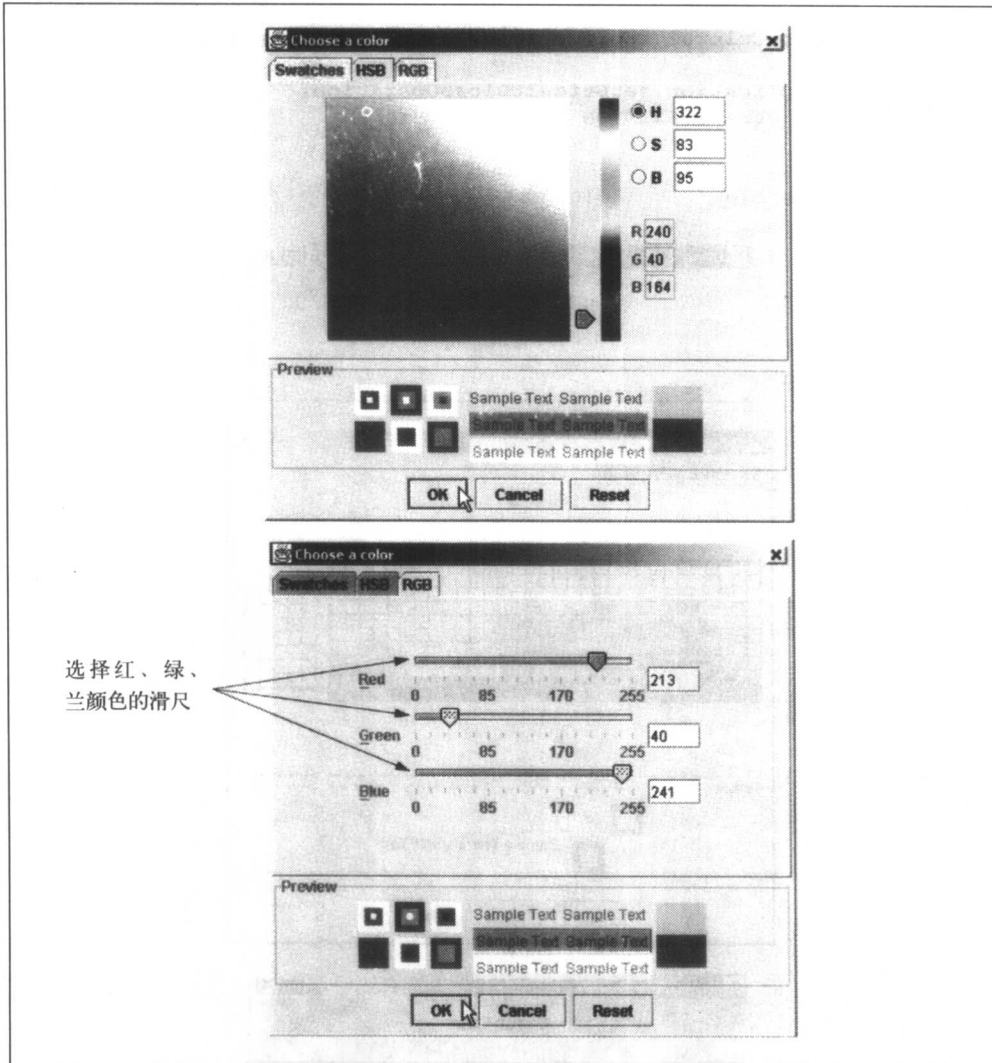 Choose a color
Swatches HSB RGB
H 322
S 83
B 95
R 240
G 40
B 164
Preview
Sample Text Sample Text
Sample Text Sample Text
Sample Text Sample Text
OK Cancel Reset
Choose a color
Swatches HSB RGB
选择红、绿、
兰颜色的滑尺
Red 213
0 85 170 255
Green 40
0 85 170 255
Blue 241
0 85 170 255
Preview
Sample Text Sample Text
Sample Text Sample Text
Sample Text Sample Text
OK Cancel Reset